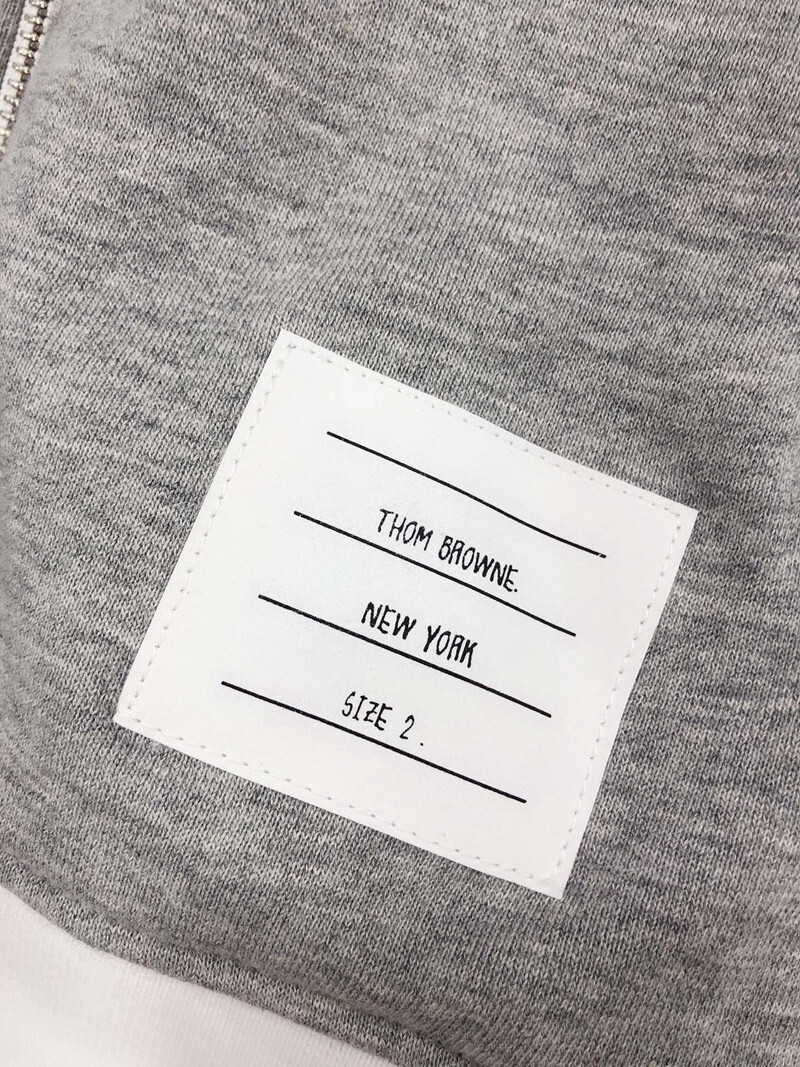 THOM BROWNE.
NEW YORK
SIZE 2.